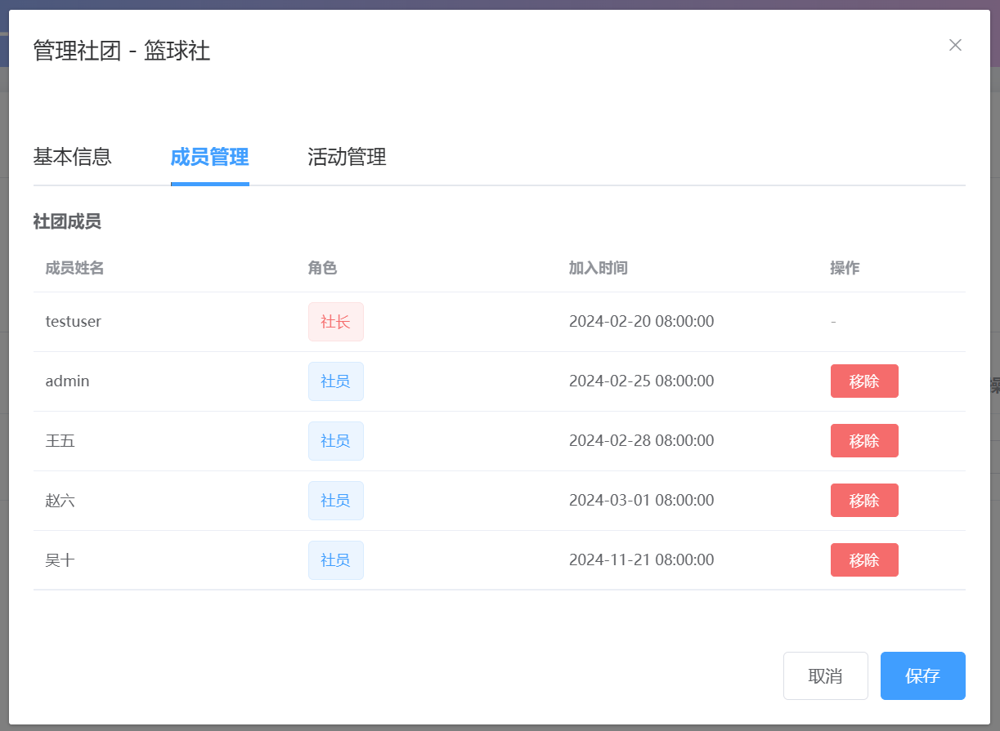 管理社团 - 篮球社
基本信息 成员管理 活动管理
社团成员
成员姓名 角色 加入时间 操作
testuser 社长 2024-02-20 08:00:00 -
admin 社员 2024-02-25 08:00:00 移除
王五 社员 2024-02-28 08:00:00 移除
赵六 社员 2024-03-01 08:00:00 移除
吴十 社员 2024-11-21 08:00:00 移除
取消 保存